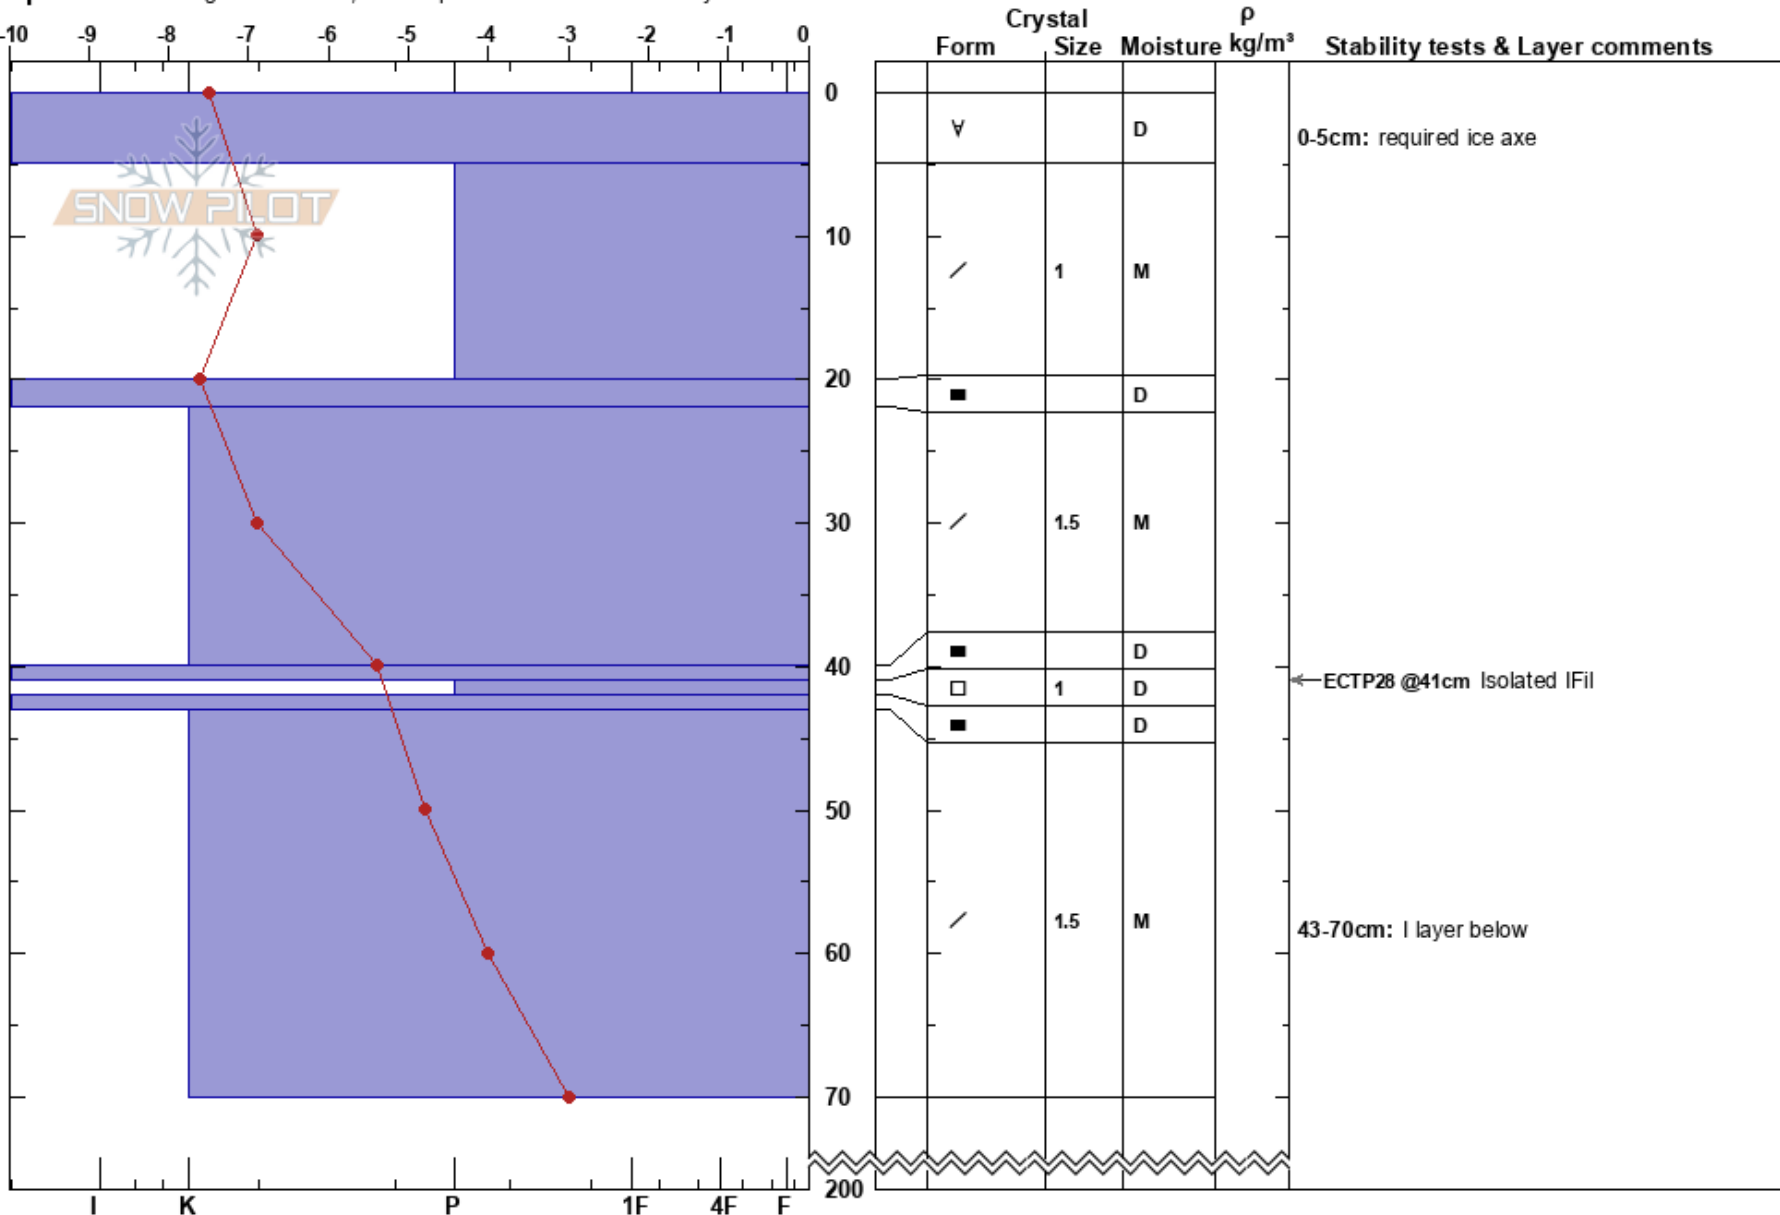 Crystal ρ
-10 -9 -8 -7 -6 -5 -4 -3 -2 -1 0 Form Size Moisture kg/m³ Stability tests & Layer comments
0
D 0-5cm: required ice axe
SNOW PILOT
10
1 M
20
D
30 1.5 M
D
40
1 D ECTP28 @41cm Isolated IFil
D
50
1.5 M 43-70cm: I layer below
60
70
200
I K P 1F 4F F